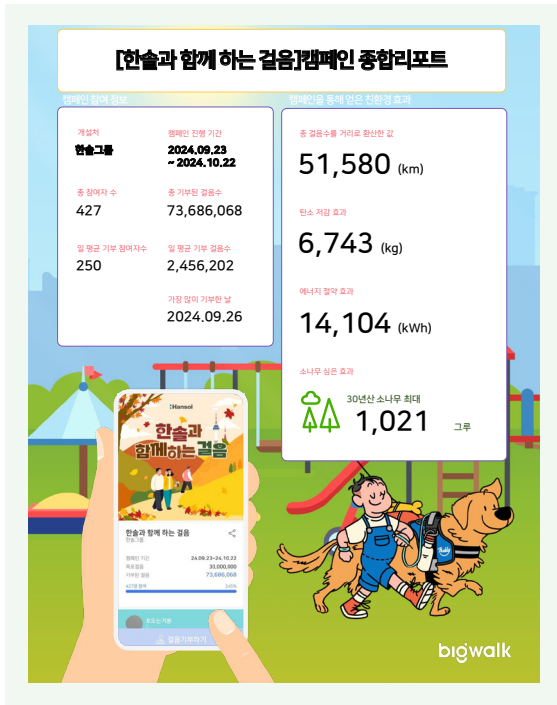 [한솔과 함께 하는 걸음]캠페인 종합리포트
캠페인 참여 정보
개설처
한솔그룹
캠페인 진행 기간
2024.09.23
~ 2024.10.22
총 참여자 수
427
총 기부된 걸음수
73,686,068
일 평균 기부 참여자수
250
일 평균 기부 걸음수
2,456,202
가장 많이 기부한 날
2024.09.26
캠페인을 통해 얻은 친환경 효과
총 걸음수를 거리로 환산한 값
51,580 (km)
탄소 저감 효과
6,743 (kg)
에너지 절약 효과
14,104 (kWh)
소나무 심은 효과
30년산 소나무 최대
1,021 그루
Hansol
한솔과
함께하는 걸음
한솔과 함께 하는 걸음
한솔그룹
캠페인 기간 24.09.23~24.10.22
목표걸음 30,000,000
기부된 걸음 73,686,068
427명 참여 245%
걸음기부하기
bigwalk